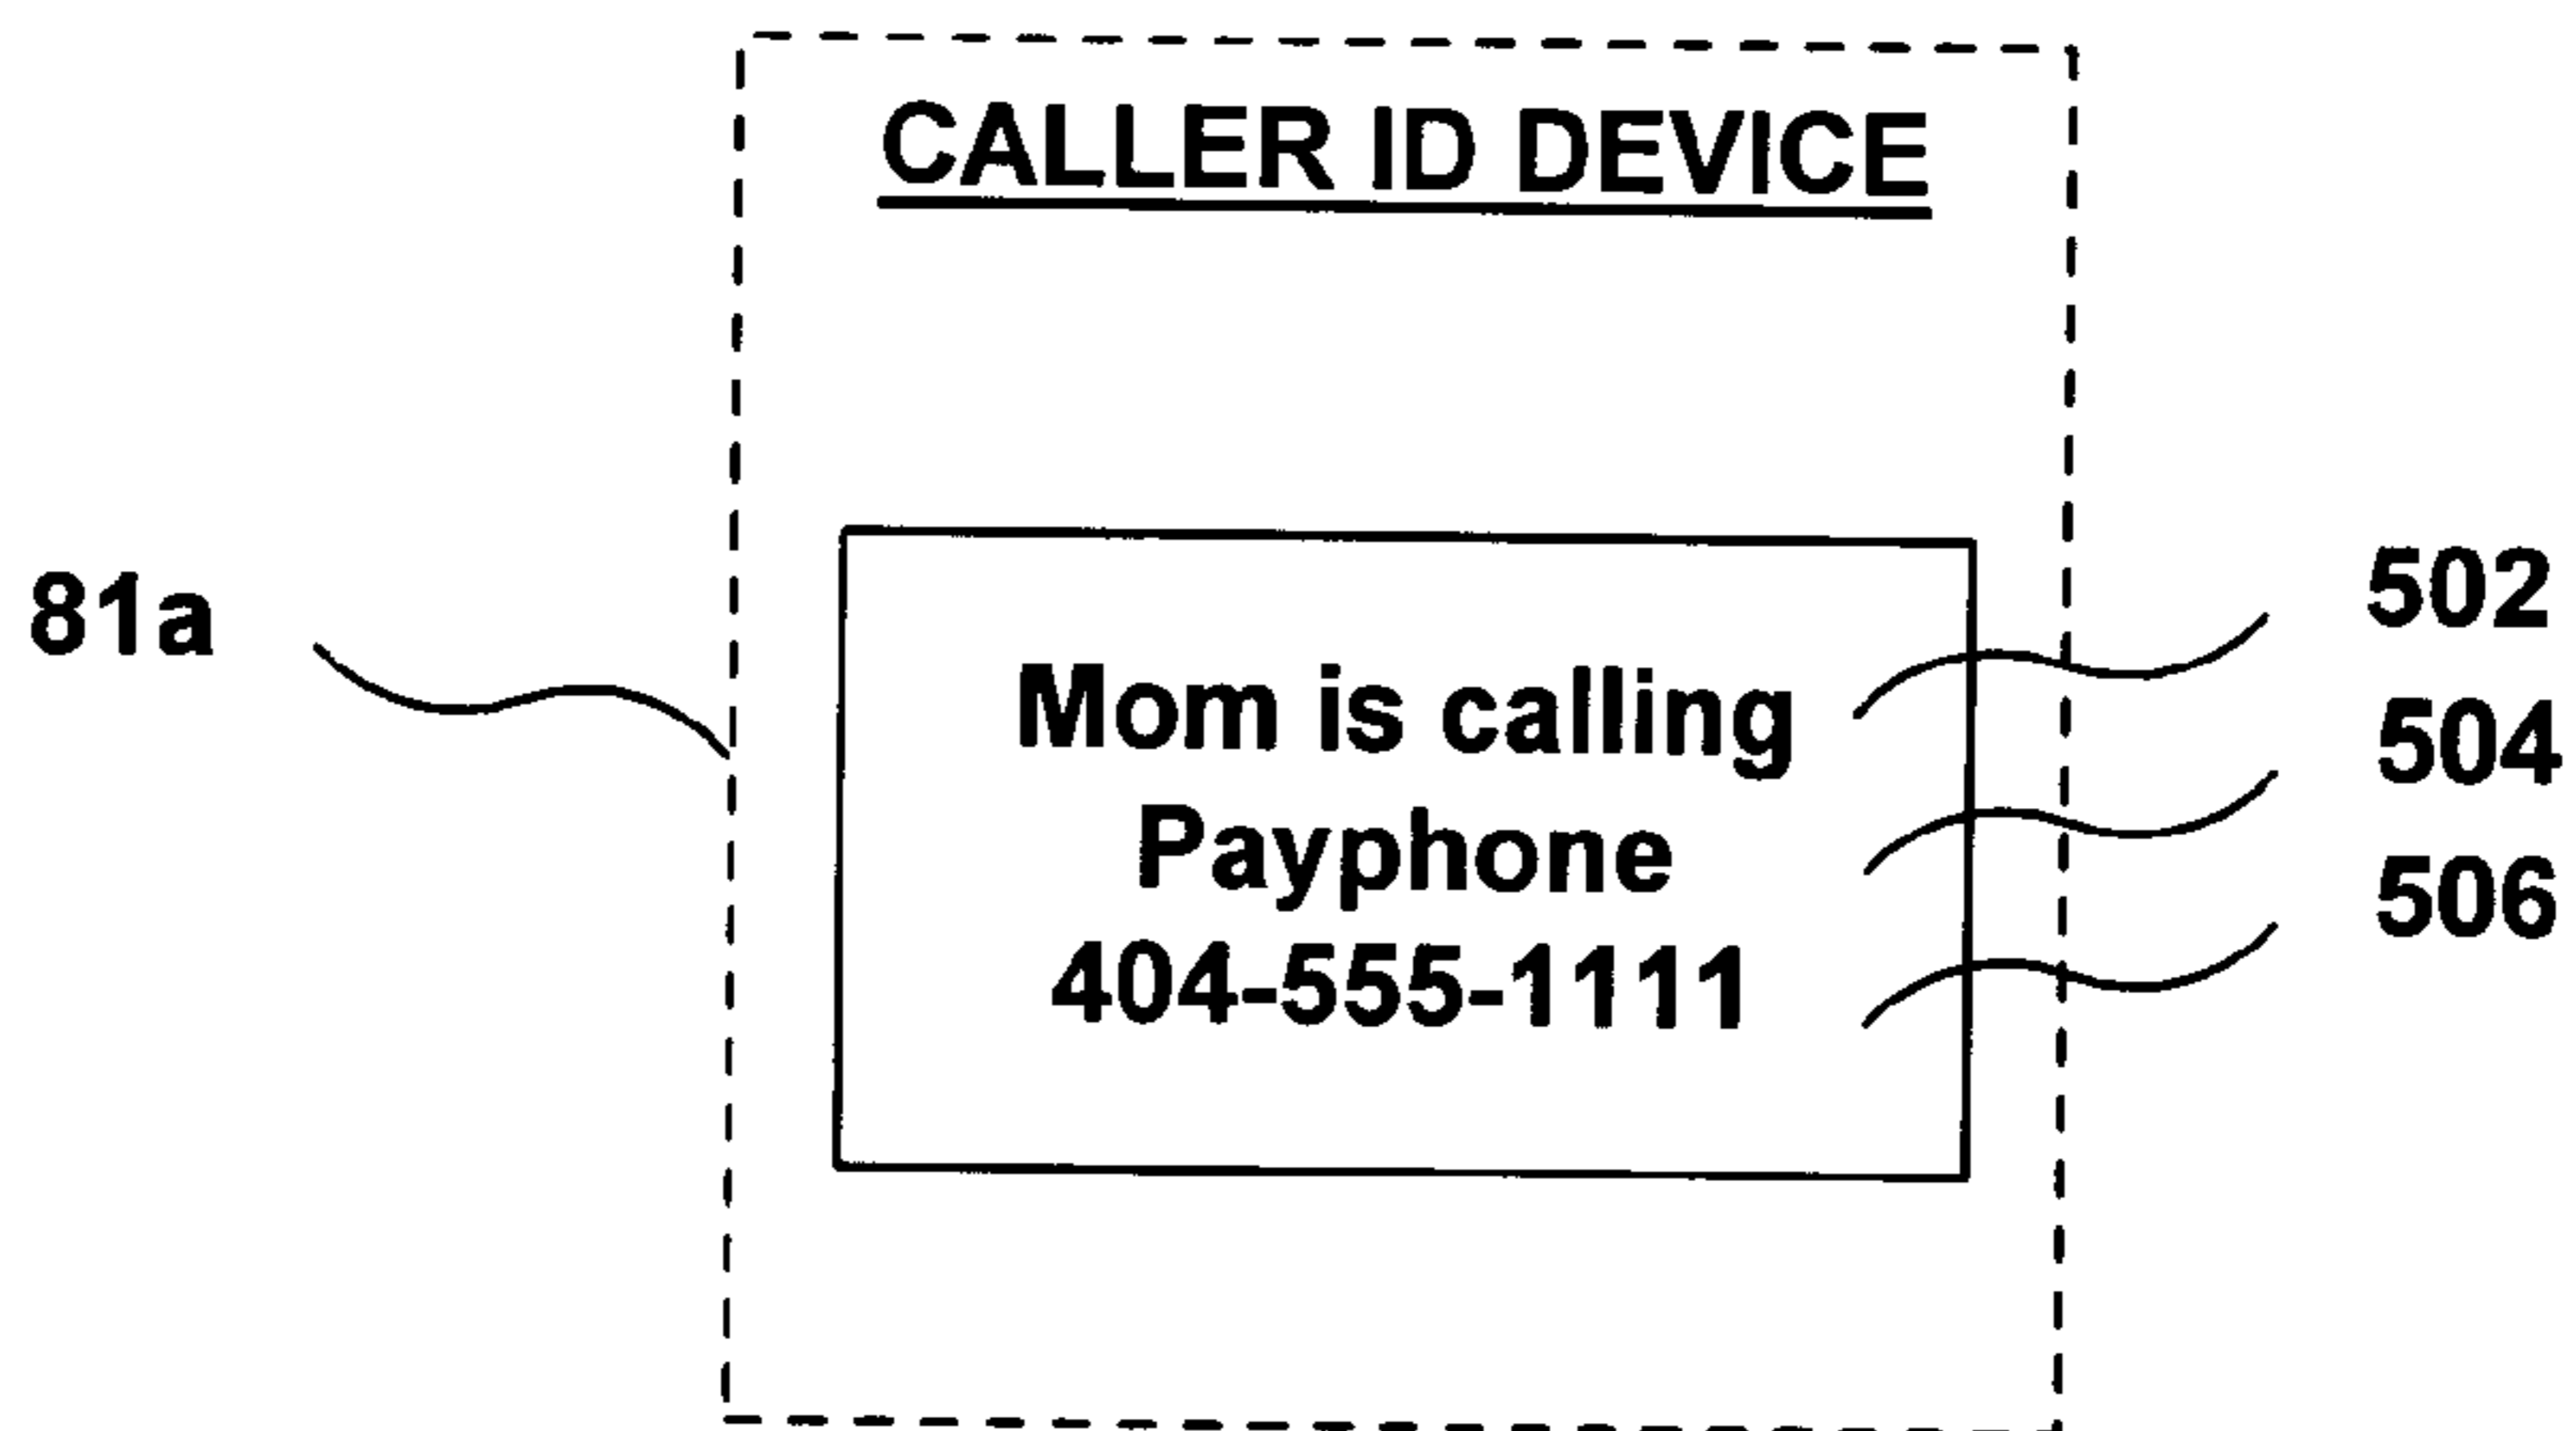 CALLER ID DEVICE
81a
Mom is calling
502
Payphone
504
404-555-1111
506